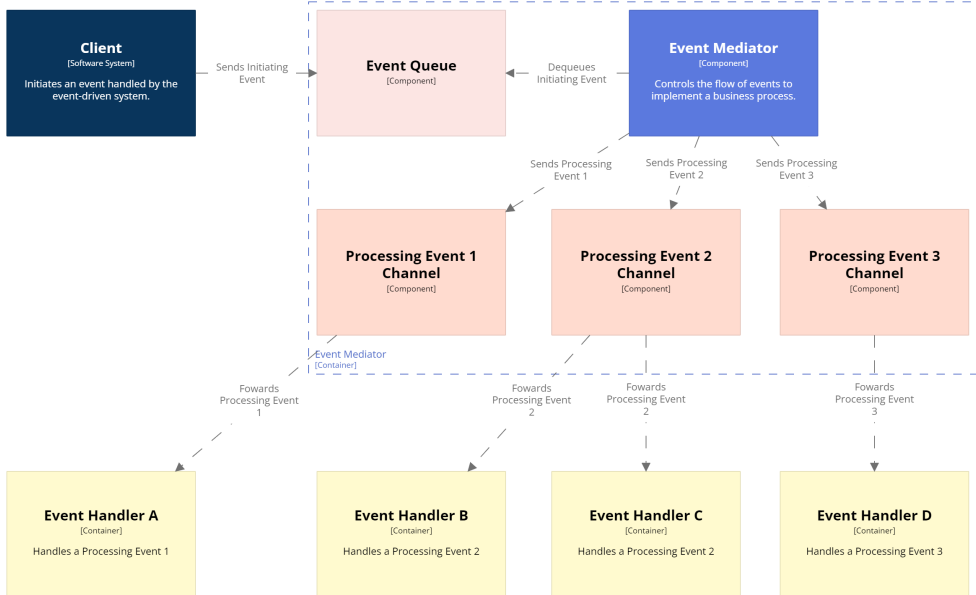 Client
[Software System]
Initiates an event handled by the
event-driven system.
Sends Initiating
Event
Event Queue
[Component]
Dequeues
Initiating Event
Event Mediator
[Component]
Controls the flow of events to
implement a business process.
Sends Processing
Event 1
Sends Processing
Event 2
Sends Processing
Event 3
Processing Event 1
Channel
[Component]
Processing Event 2
Channel
[Component]
Processing Event 3
Channel
[Component]
Event Mediator
[Container]
Fowards
Processing Event
1
Fowards
Processing Event
2
Fowards
Processing Event
2
Fowards
Processing Event
3
Event Handler A
[Container]
Handles a Processing Event 1
Event Handler B
[Container]
Handles a Processing Event 2
Event Handler C
[Container]
Handles a Processing Event 2
Event Handler D
[Container]
Handles a Processing Event 3